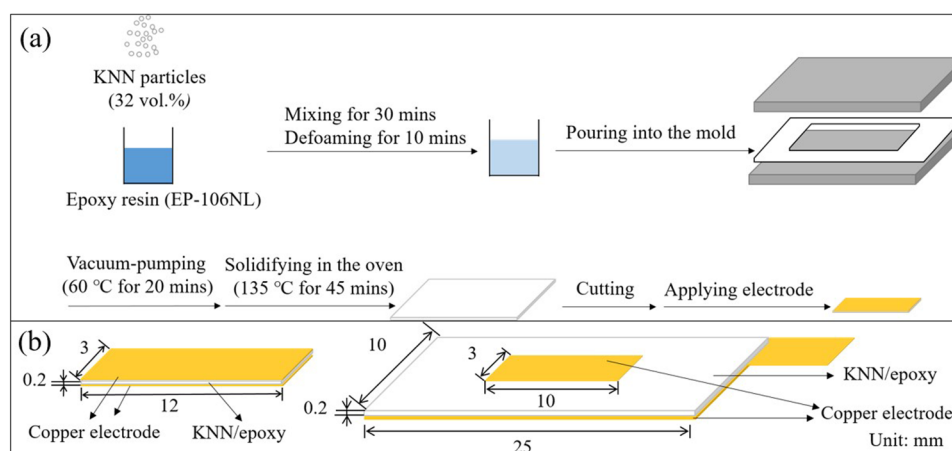 (a)
KNN particles
(32 vol.%)
Epoxy resin (EP-106NL)
Mixing for 30 mins
Defoaming for 10 mins
Pouring into the mold
Vacuum-pumping
(60 ℃ for 20 mins)
Solidifying in the oven
(135 ℃ for 45 mins)
Cutting
Applying electrode
(b)
3
0.2
12
Copper electrode
KNN/epoxy
10
3
10
0.2
25
KNN/epoxy
Copper electrode
Unit: mm